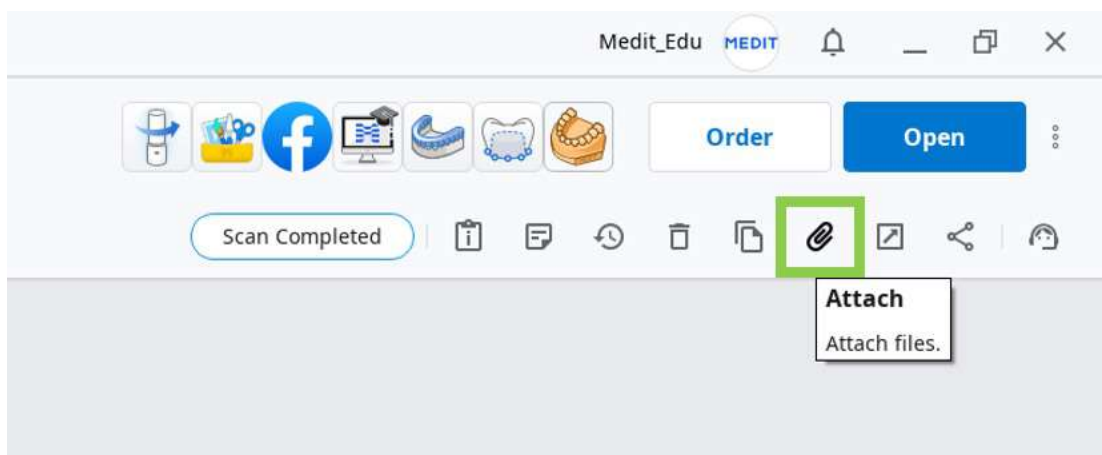 Medit_Edu MEDIT
Order Open
Scan Completed
Attach
Attach files.